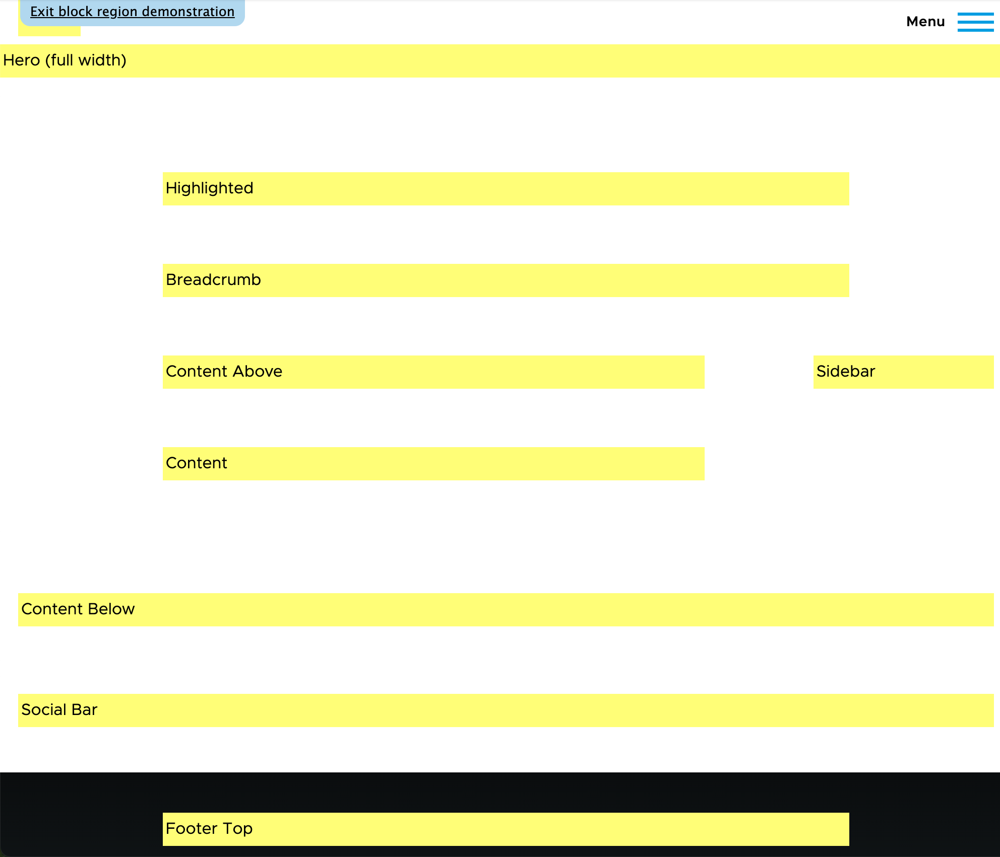 Exit block region demonstration
Menu
Hero (full width)
Highlighted
Breadcrumb
Content Above
Sidebar
Content
Content Below
Social Bar
Footer Top